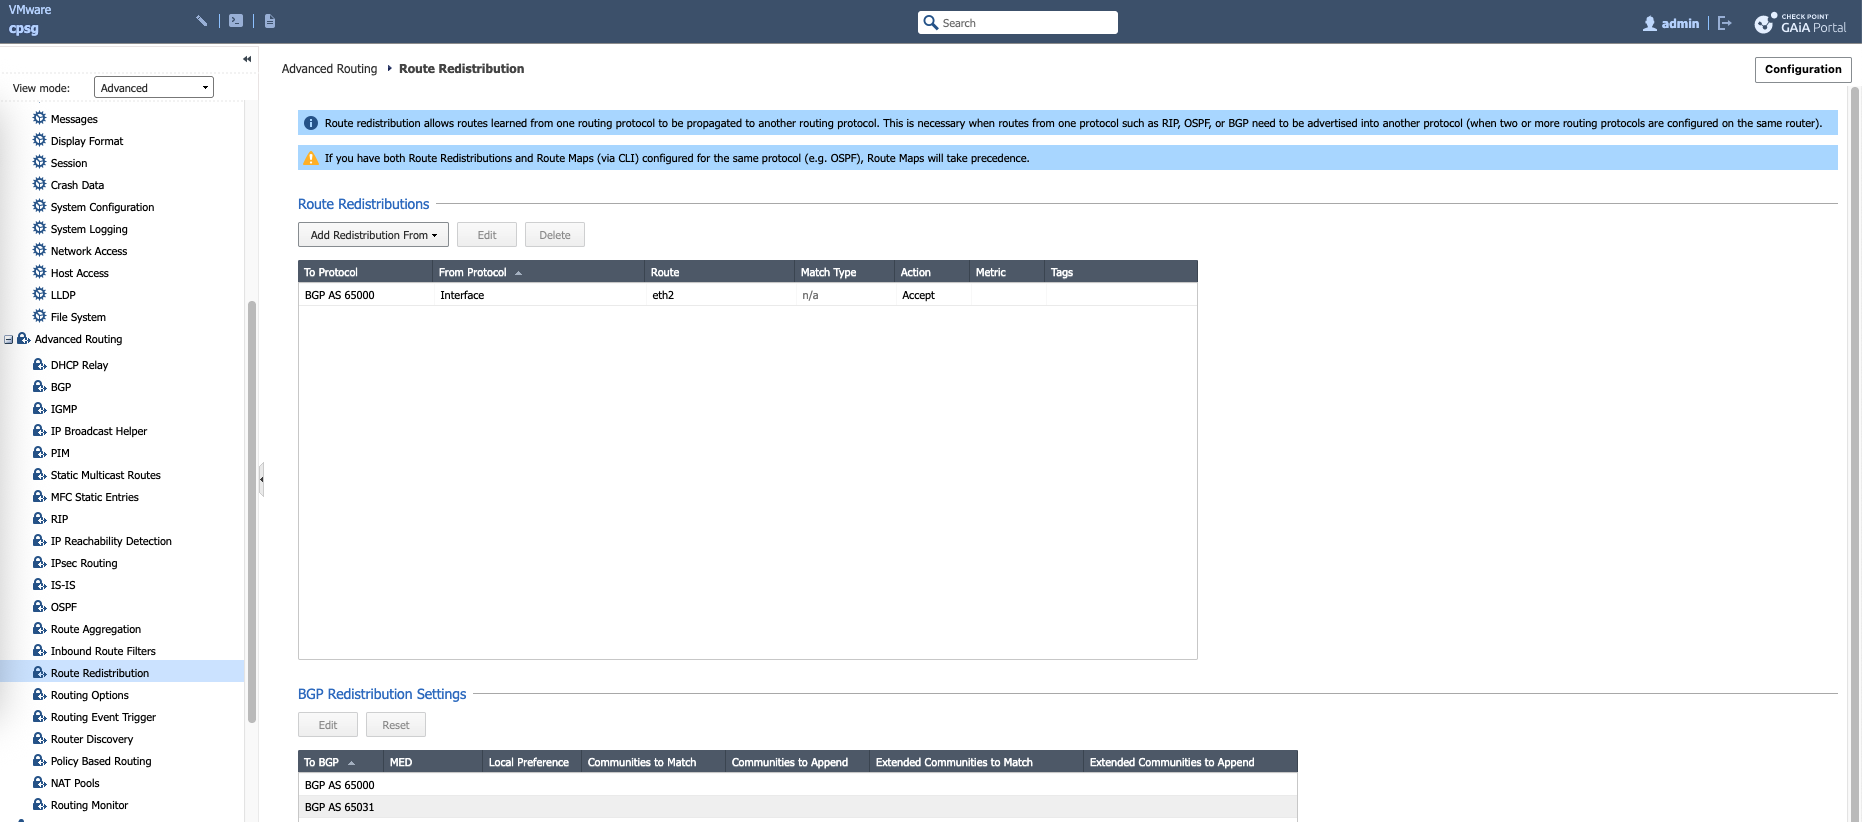 VMware
cpsg
Search
admin
CHECK POINT
GAiA Portal
View mode:
Advanced
Messages
Display Format
Session
Crash Data
System Configuration
System Logging
Network Access
Host Access
LLDP
File System
Advanced Routing
DHCP Relay
BGP
IGMP
IP Broadcast Helper
PIM
Static Multicast Routes
MFC Static Entries
RIP
IP Reachability Detection
IPsec Routing
IS-IS
OSPF
Route Aggregation
Inbound Route Filters
Route Redistribution
Routing Options
Routing Event Trigger
Router Discovery
Policy Based Routing
NAT Pools
Routing Monitor
Advanced Routing Route Redistribution
Configuration
Route redistribution allows routes learned from one routing protocol to be propagated to another routing protocol. This is necessary when routes from one protocol such as RIP, OSPF, or BGP need to be advertised into another protocol (when two or more routing protocols are configured on the same router).
If you have both Route Redistributions and Route Maps (via CLI) configured for the same protocol (e.g. OSPF), Route Maps will take precedence.
Route Redistributions
Add Redistribution From Edit Delete
To Protocol From Protocol Route Match Type Action Metric Tags
BGP AS 65000 Interface eth2 n/a Accept
BGP Redistribution Settings
Edit Reset
To BGP MED Local Preference Communities to Match Communities to Append Extended Communities to Match Extended Communities to Append
BGP AS 65000
BGP AS 65031